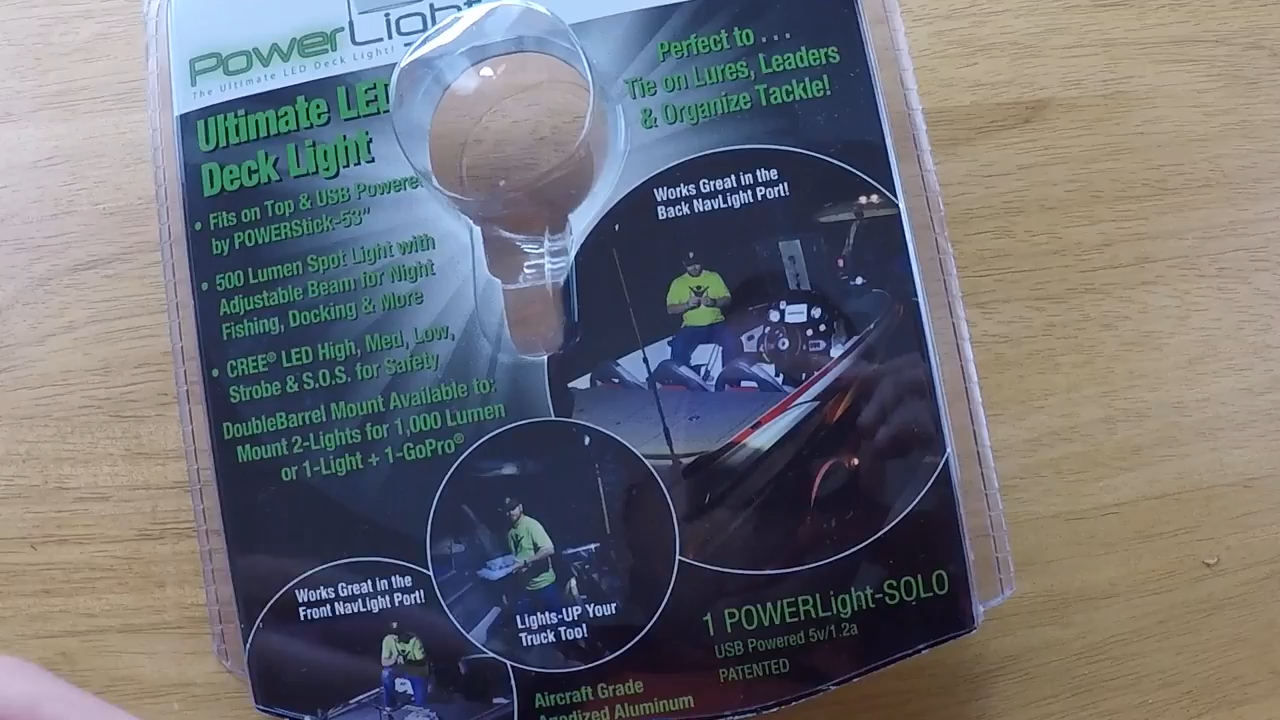 PowerLight
The Ultimate LED Deck Light!
Ultimate LED
Deck Light
• Fits on Top & USB Powered
by POWERStick-53"
• 500 Lumen Spot Light with
Adjustable Beam for Night
Fishing, Docking & More
• CREE® LED High, Med, Low,
Strobe & S.O.S. for Safety
DoubleBarrel Mount Available to:
Mount 2-Lights for 1,000 Lumen
or 1-Light + 1-GoPro®
Perfect to . . .
Tie on Lures, Leaders
& Organize Tackle!
Works Great in the
Back NavLight Port!
Works Great in the
Front NavLight Port!
Lights-UP Your
Truck Too!
1 POWERLight-SOLO
USB Powered 5v/1.2a
PATENTED
Aircraft Grade
Anodized Aluminum